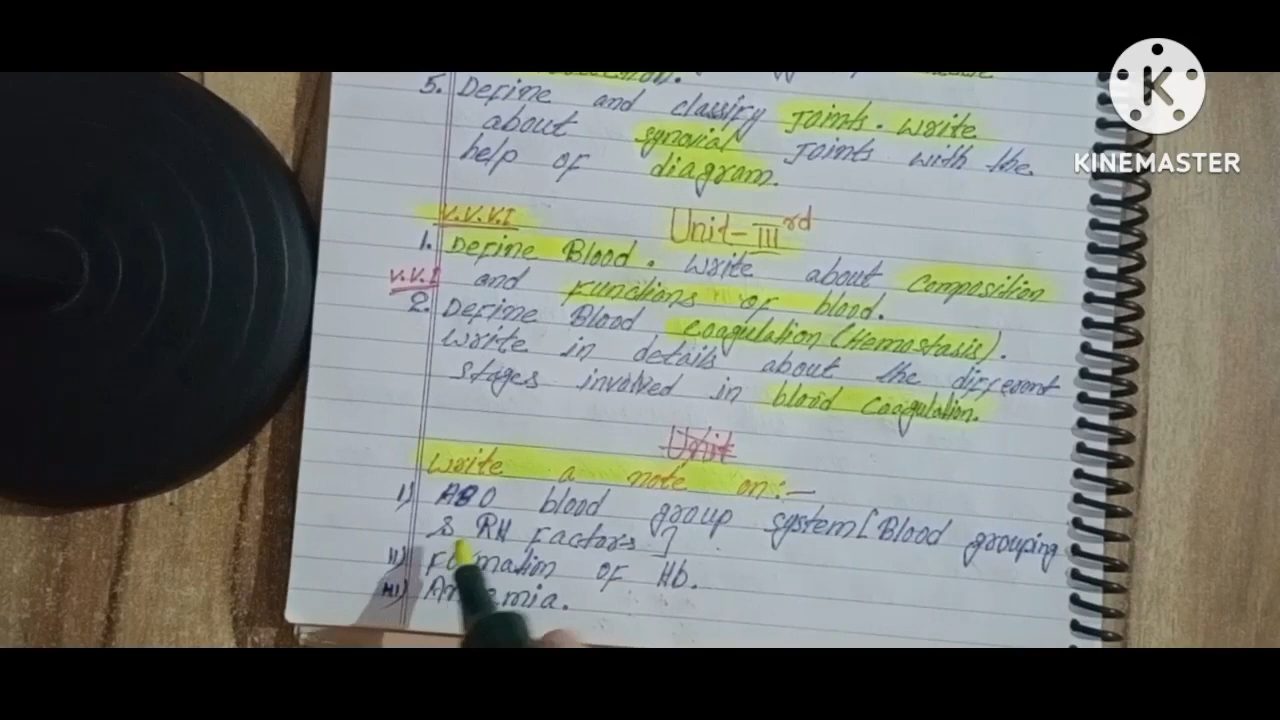 5. Define and classify Joints. Write
about synovial Joints with the
help of diagram.
V.V.V.I Unit-III rd
1. Define Blood. Write about Composition
and Functions of blood.
V.V.I
2. Define Blood Coagulation (Hemostasis).
Write in details about the different
stages involved in blood Coagulation.
Unit
Write a note on:-
I) ABO blood group system [Blood grouping
& RH Factors]
II) Formation of Hb.
III) Anaemia.
K
KINEMASTER